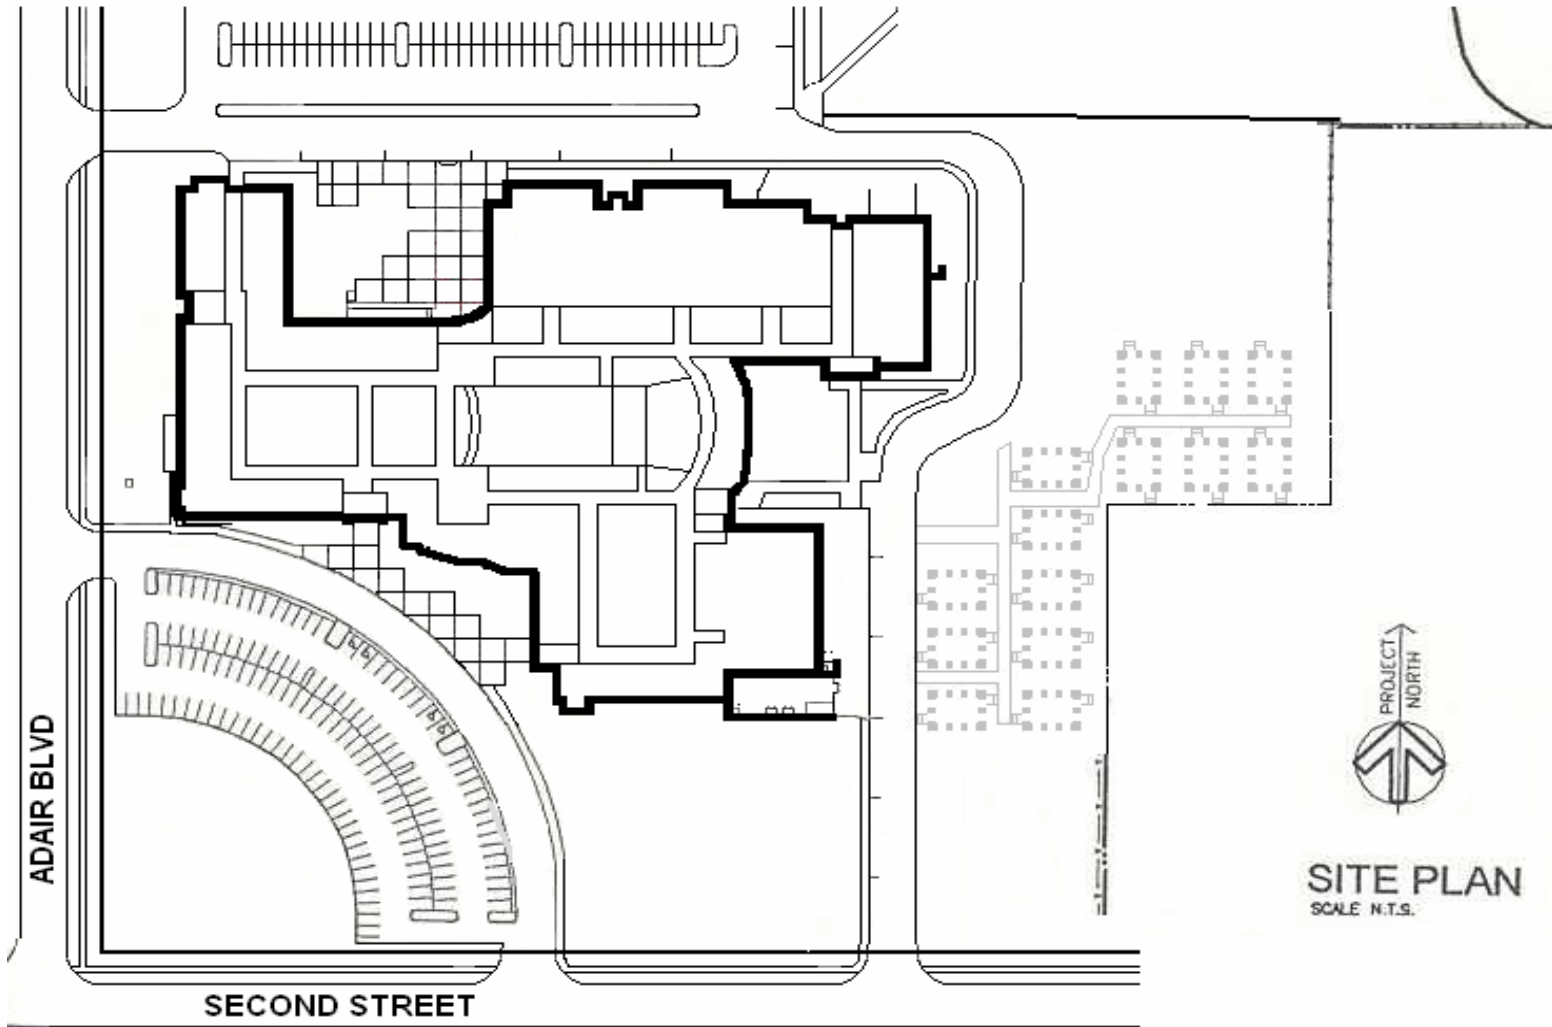 PROJECT
NORTH
ADAIR BLVD
SITE PLAN
SCALE N.T.S.
SECOND STREET